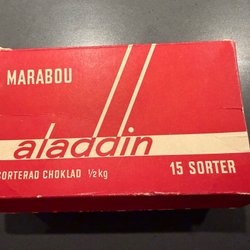 MARABOU
aladdin
SORTERAD CHOKLAD ½ kg
15 SORTER